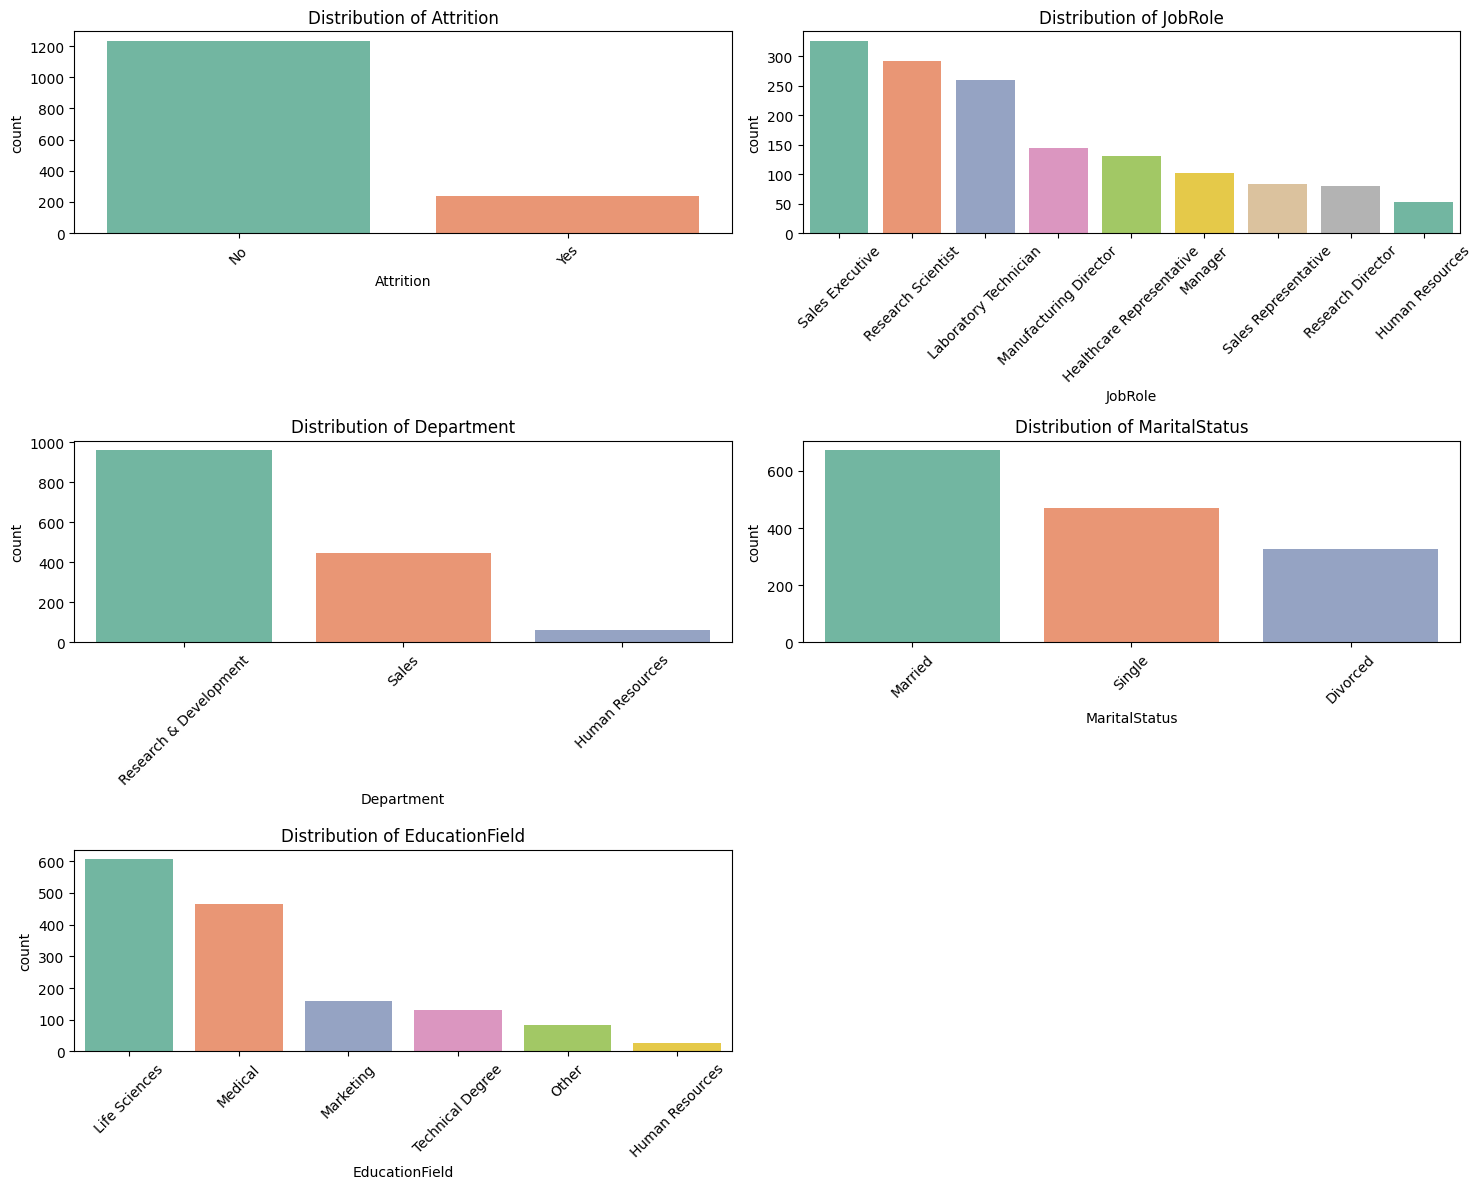 Distribution of Attrition
count
1200
1000
800
600
400
200
0
No
Yes
Attrition
Distribution of JobRole
count
300
250
200
150
100
50
0
Sales Executive
Research Scientist
Laboratory Technician
Manufacturing Director
Healthcare Representative
Manager
Sales Representative
Research Director
Human Resources
JobRole
Distribution of Department
count
1000
800
600
400
200
0
Research & Development
Sales
Human Resources
Department
Distribution of MaritalStatus
count
600
400
200
0
Married
Single
Divorced
MaritalStatus
Distribution of EducationField
count
600
500
400
300
200
100
0
Life Sciences
Medical
Marketing
Technical Degree
Other
Human Resources
EducationField